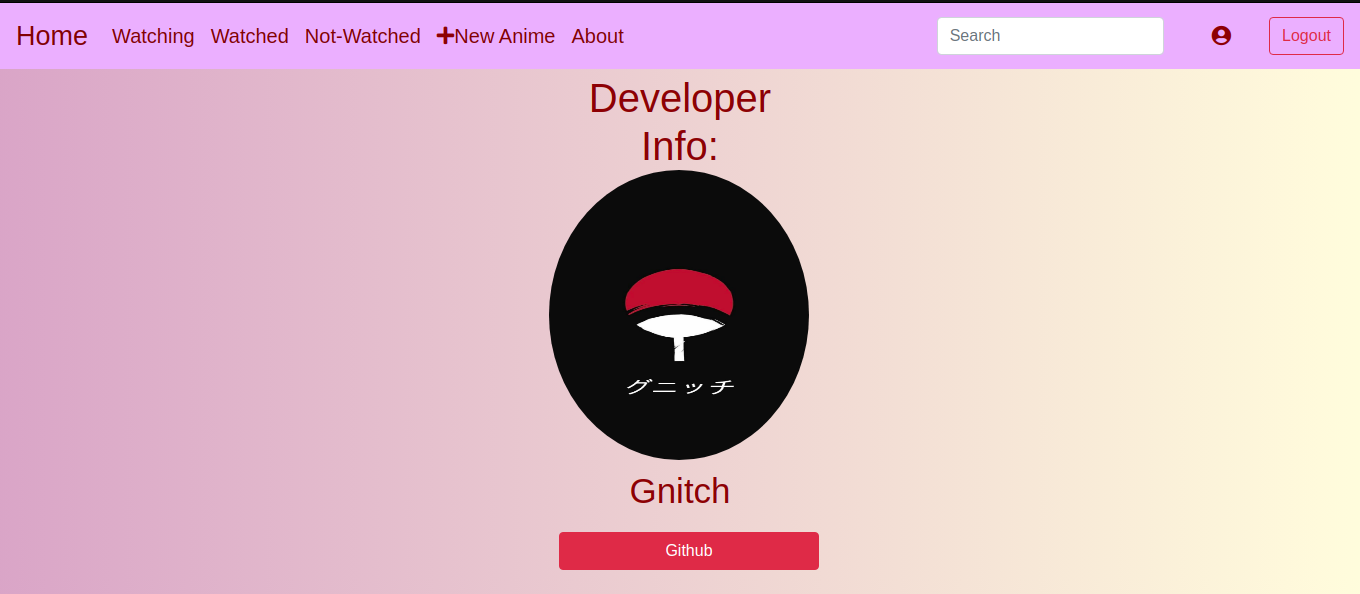 Home Watching Watched Not-Watched New Anime About Search Logout
Developer
Info:
グニッチ
Gnitch
Github